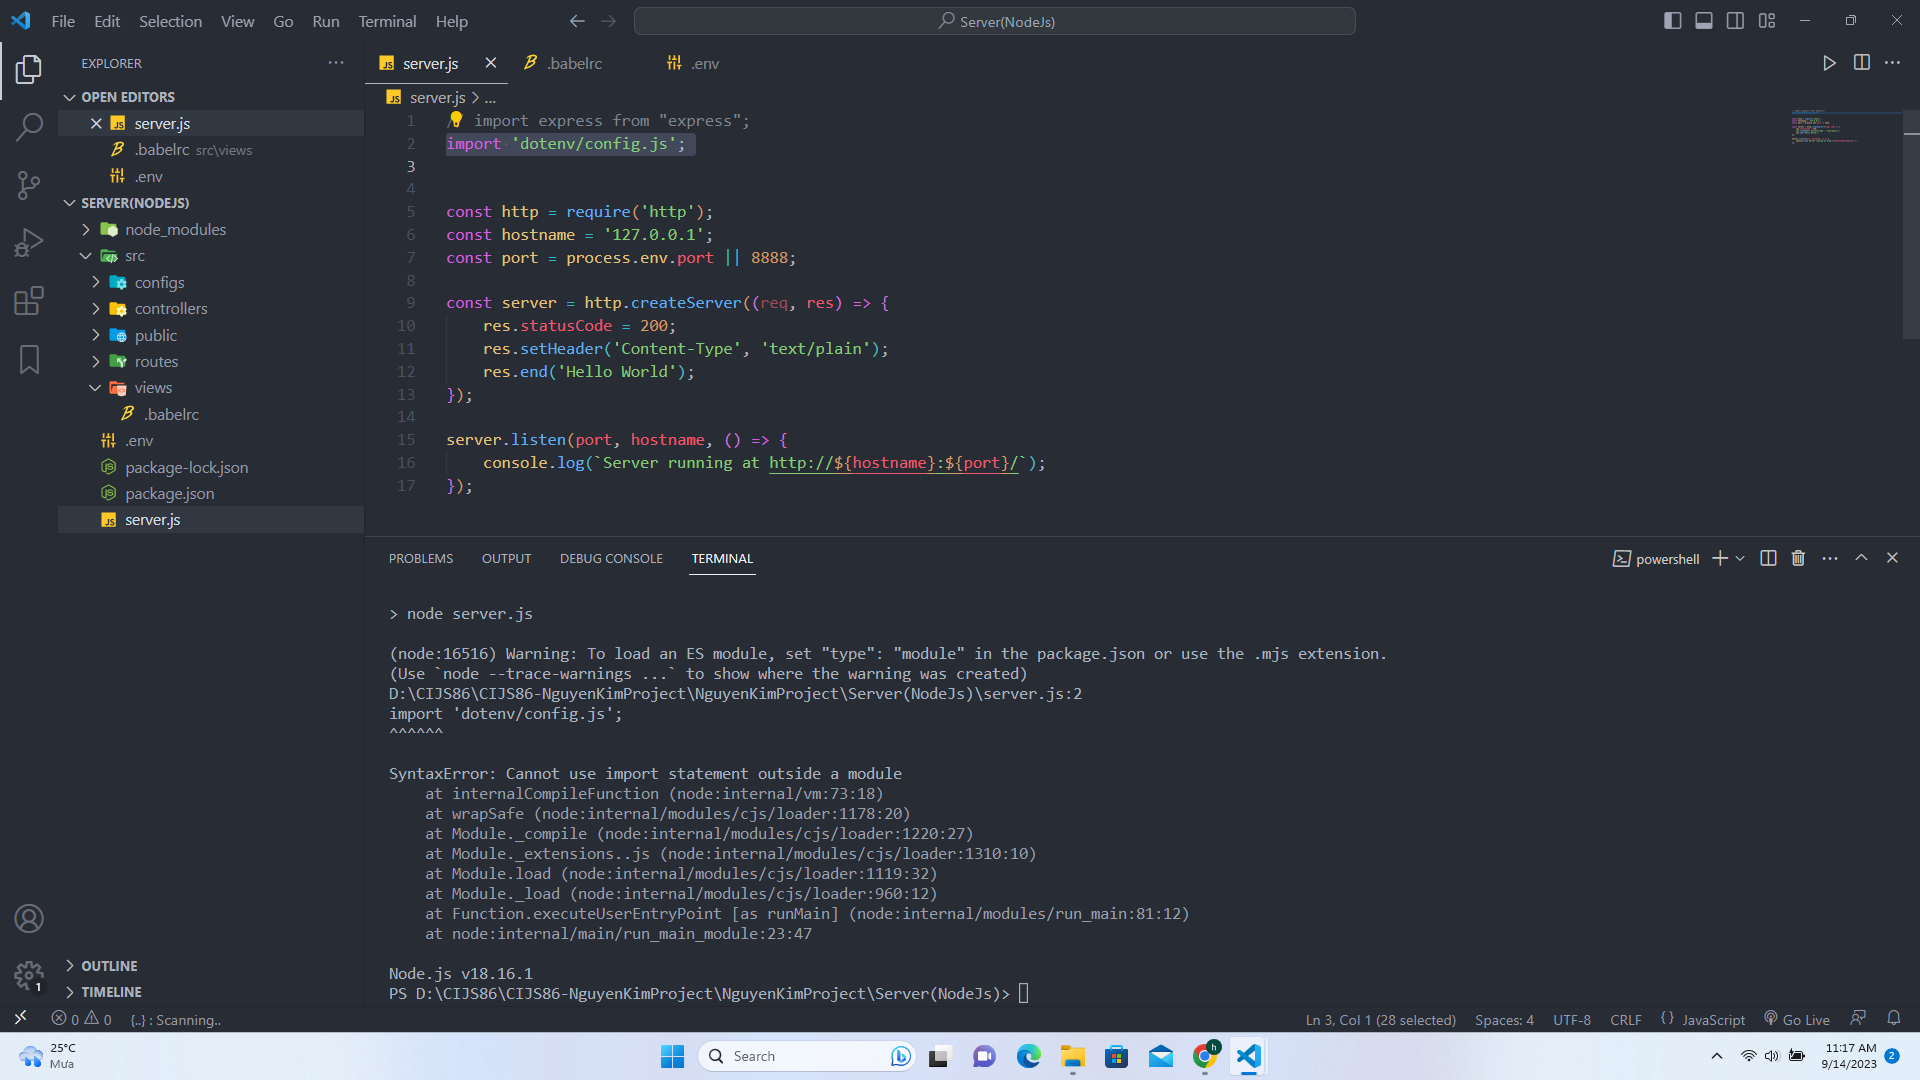 File Edit Selection View Go Run Terminal Help
Server(NodeJs)
EXPLORER
OPEN EDITORS
server.js
.babelrc src\views
.env
SERVER(NODEJS)
node_modules
src
configs
controllers
public
routes
views
.babelrc
.env
package-lock.json
package.json
server.js
OUTLINE
TIMELINE
server.js .babelrc .env
server.js > ...
1 import express from "express";
2 import 'dotenv/config.js';
3
4
5 const http = require('http');
6 const hostname = '127.0.0.1';
7 const port = process.env.port || 8888;
8
9 const server = http.createServer((req, res) => {
10 res.statusCode = 200;
11 res.setHeader('Content-Type', 'text/plain');
12 res.end('Hello World');
13 });
14
15 server.listen(port, hostname, () => {
16 console.log(`Server running at http://${hostname}:${port}/`);
17 });
PROBLEMS OUTPUT DEBUG CONSOLE TERMINAL
powershell
> node server.js
(node:16516) Warning: To load an ES module, set "type": "module" in the package.json or use the .mjs extension.
(Use `node --trace-warnings ...` to show where the warning was created)
D:\CIJS86\CIJS86-NguyenKimProject\NguyenKimProject\Server(NodeJs)\server.js:2
import 'dotenv/config.js';
^^^^^^
SyntaxError: Cannot use import statement outside a module
at internalCompileFunction (node:internal/vm:73:18)
at wrapSafe (node:internal/modules/cjs/loader:1178:20)
at Module._compile (node:internal/modules/cjs/loader:1220:27)
at Module._extensions..js (node:internal/modules/cjs/loader:1310:10)
at Module.load (node:internal/modules/cjs/loader:1119:32)
at Module._load (node:internal/modules/cjs/loader:960:12)
at Function.executeUserEntryPoint [as runMain] (node:internal/modules/run_main:81:12)
at node:internal/main/run_main_module:23:47
Node.js v18.16.1
PS D:\CIJS86\CIJS86-NguyenKimProject\NguyenKimProject\Server(NodeJs)>
1
0 0 {..} : Scanning..
Ln 3, Col 1 (28 selected) Spaces: 4 UTF-8 CRLF {} JavaScript Go Live
25°C
Mưa
Search
h
11:17 AM
9/14/2023
2